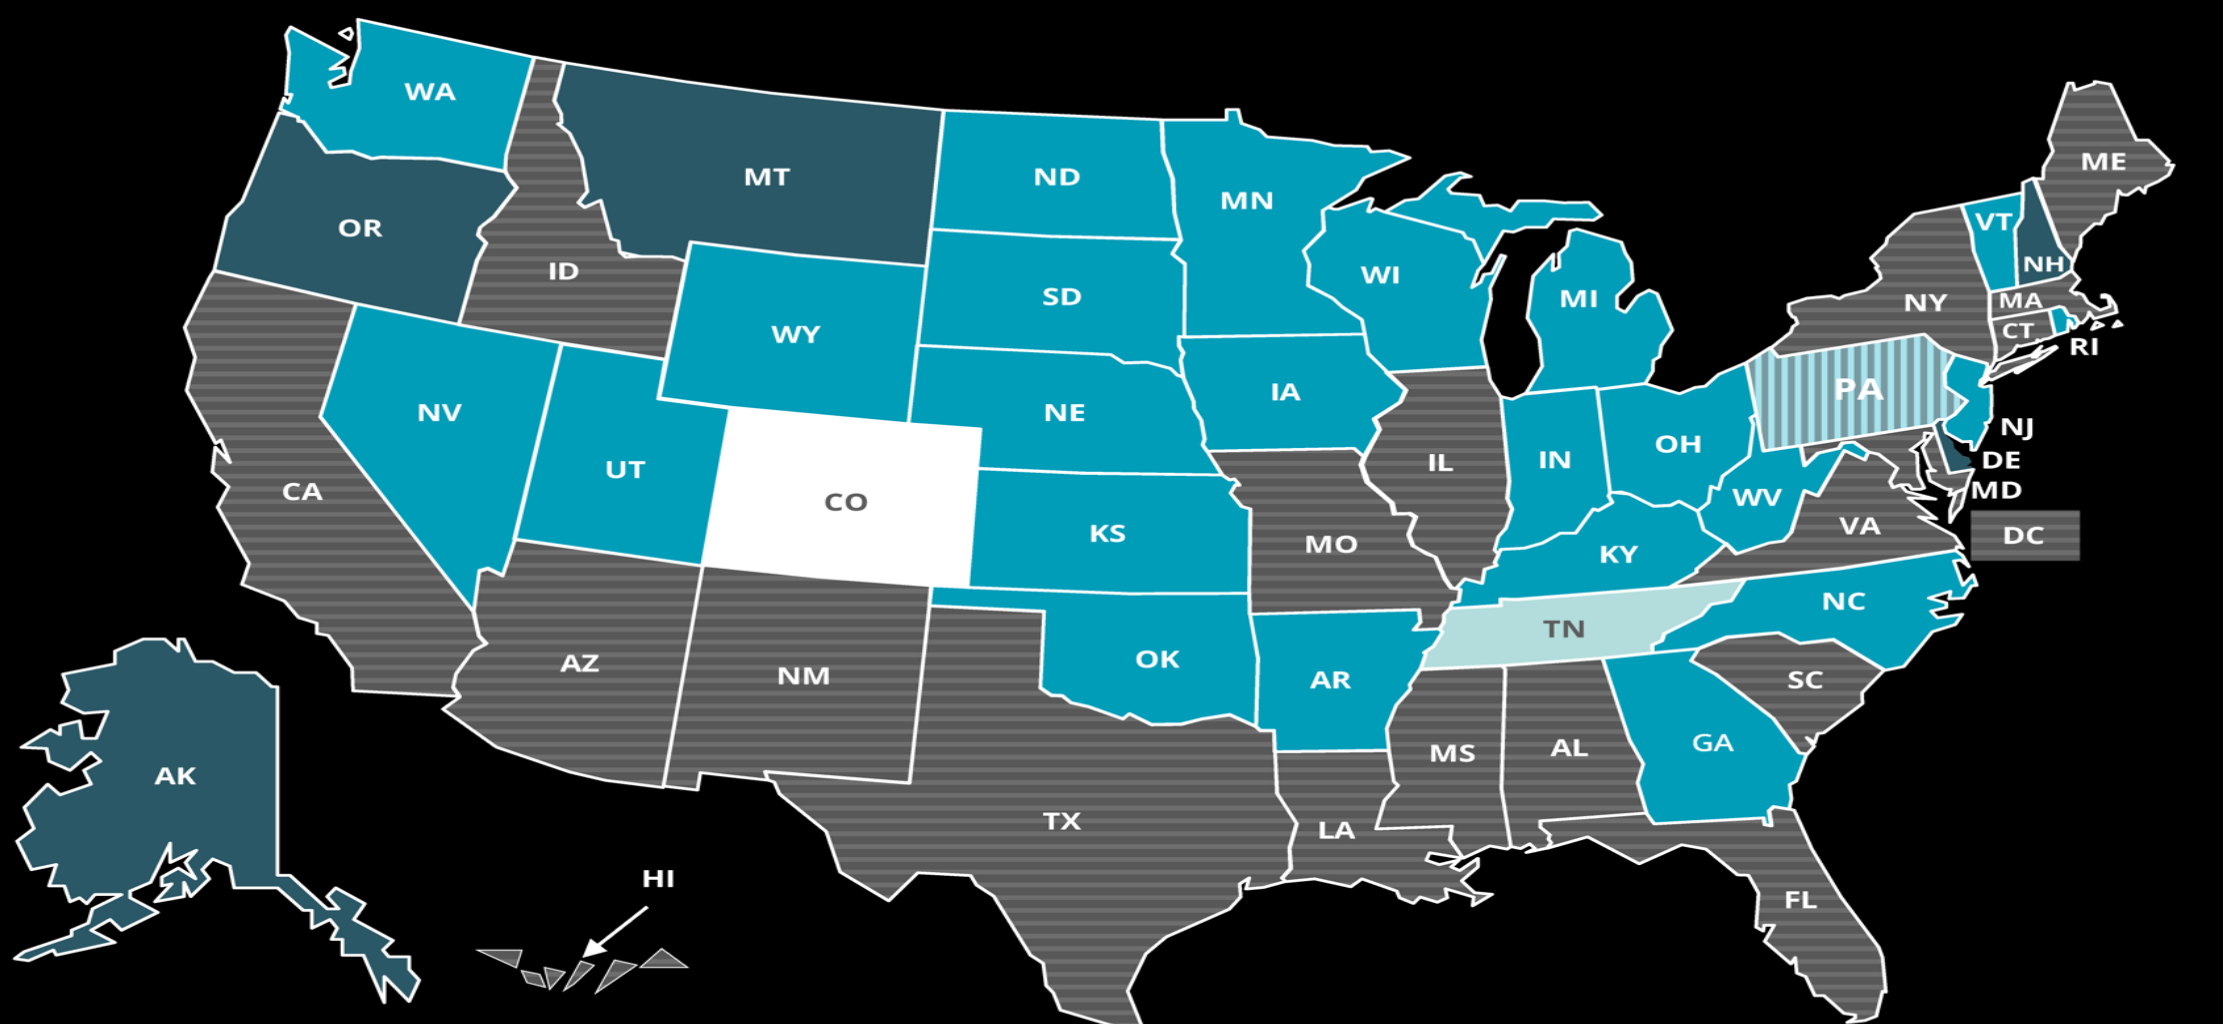 WA
MT
ND
MN
ME
OR
ID
VT
NH
WI
MI
SD
WY
NY
MA
CT
RI
NV
NE
IA
PA
NJ
UT
CA
CO
IL
IN
OH
DE
MD
WV
KS
MO
KY
VA
DC
NC
TN
AZ
NM
OK
AR
SC
MS
AL
GA
AK
TX
LA
HI
FL